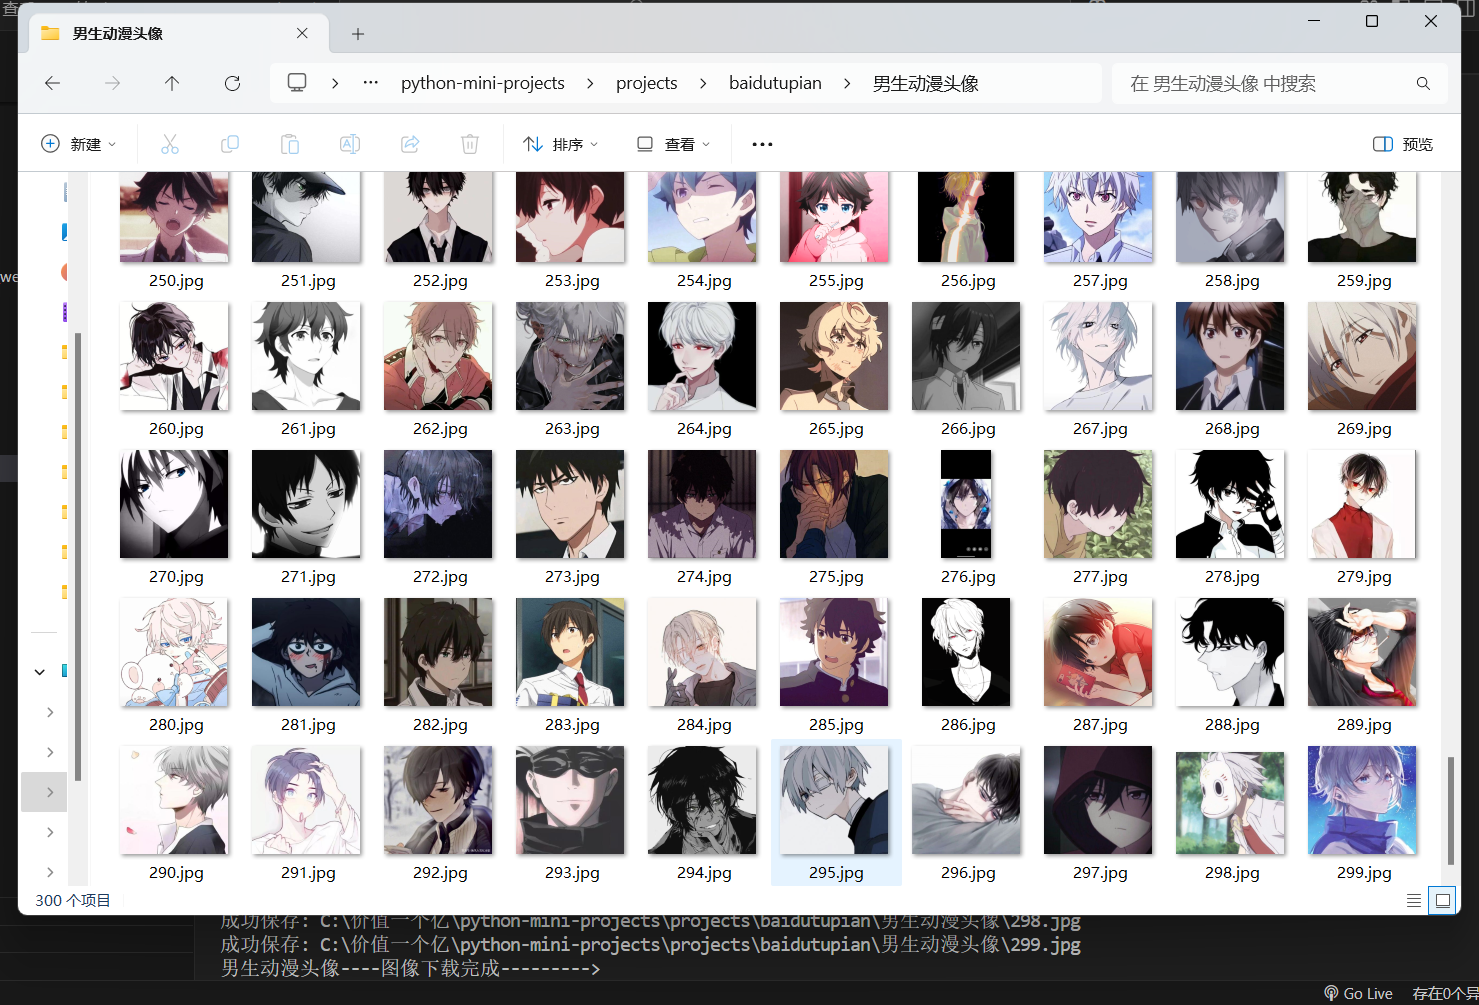 男生动漫头像
python-mini-projects
projects
baidutupian
男生动漫头像
在 男生动漫头像 中搜索
新建
排序
查看
预览
250.jpg 251.jpg 252.jpg 253.jpg 254.jpg 255.jpg 256.jpg 257.jpg 258.jpg 259.jpg
260.jpg 261.jpg 262.jpg 263.jpg 264.jpg 265.jpg 266.jpg 267.jpg 268.jpg 269.jpg
270.jpg 271.jpg 272.jpg 273.jpg 274.jpg 275.jpg 276.jpg 277.jpg 278.jpg 279.jpg
280.jpg 281.jpg 282.jpg 283.jpg 284.jpg 285.jpg 286.jpg 287.jpg 288.jpg 289.jpg
290.jpg 291.jpg 292.jpg 293.jpg 294.jpg 295.jpg 296.jpg 297.jpg 298.jpg 299.jpg
300 个项目
成功保存: C:\价值一个亿\python-mini-projects\projects\baidutupian\男生动漫头像\298.jpg
成功保存: C:\价值一个亿\python-mini-projects\projects\baidutupian\男生动漫头像\299.jpg
男生动漫头像----图像下载完成--------->
Go Live
存在0个异